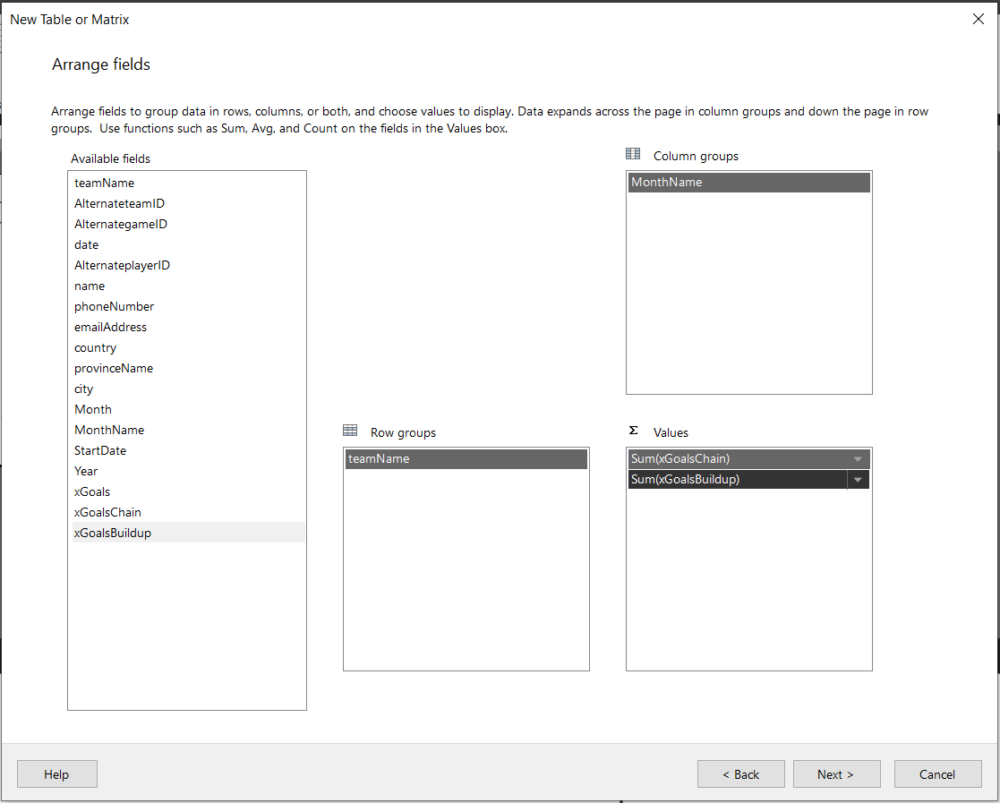 New Table or Matrix
Arrange fields
Arrange fields to group data in rows, columns, or both, and choose values to display. Data expands across the page in column groups and down the page in row
groups.  Use functions such as Sum, Avg, and Count on the fields in the Values box.
Available fields
teamName
AlternateteamID
AlternategameID
date
AlternateplayerID
name
phoneNumber
emailAddress
country
provinceName
city
Month
MonthName
StartDate
Year
xGoals
xGoalsChain
xGoalsBuildup
Column groups
MonthName
Row groups
teamName
Σ Values
Sum(xGoalsChain)
Sum(xGoalsBuildup)
Help
< Back
Next >
Cancel